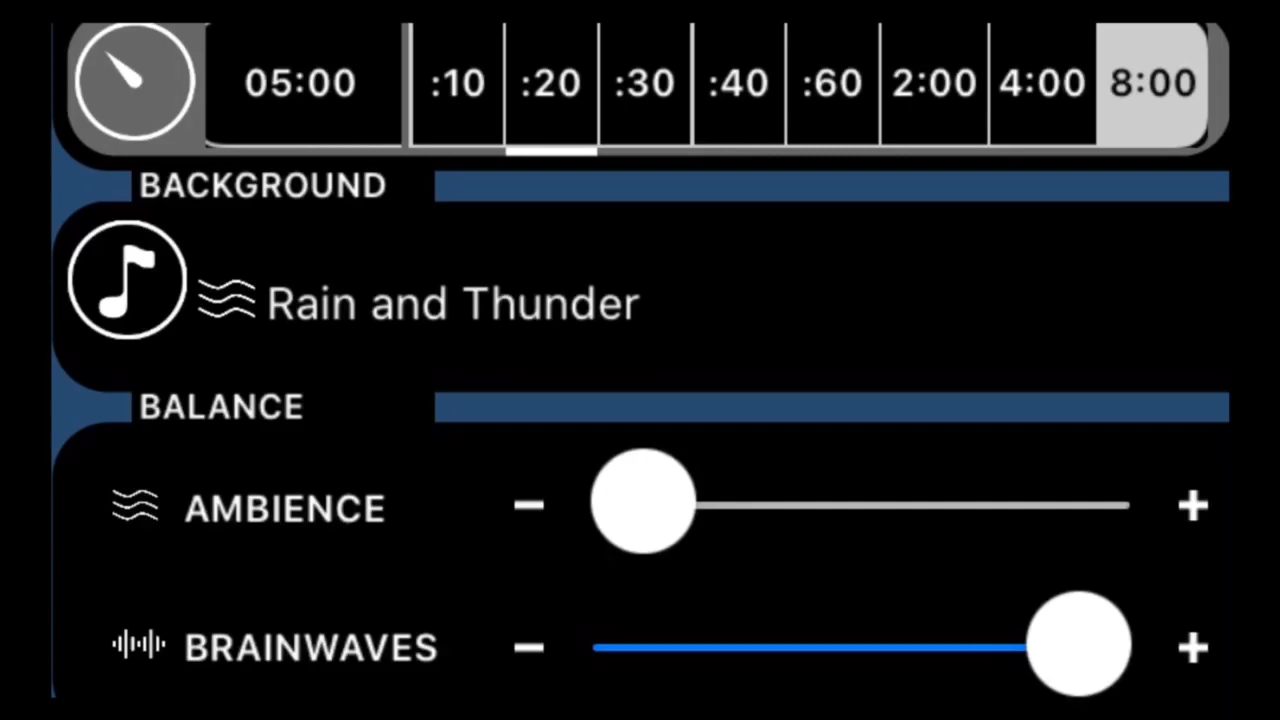 05:00 :10 :20 :30 :40 :60 2:00 4:00 8:00
BACKGROUND
Rain and Thunder
BALANCE
AMBIENCE - +
BRAINWAVES - +